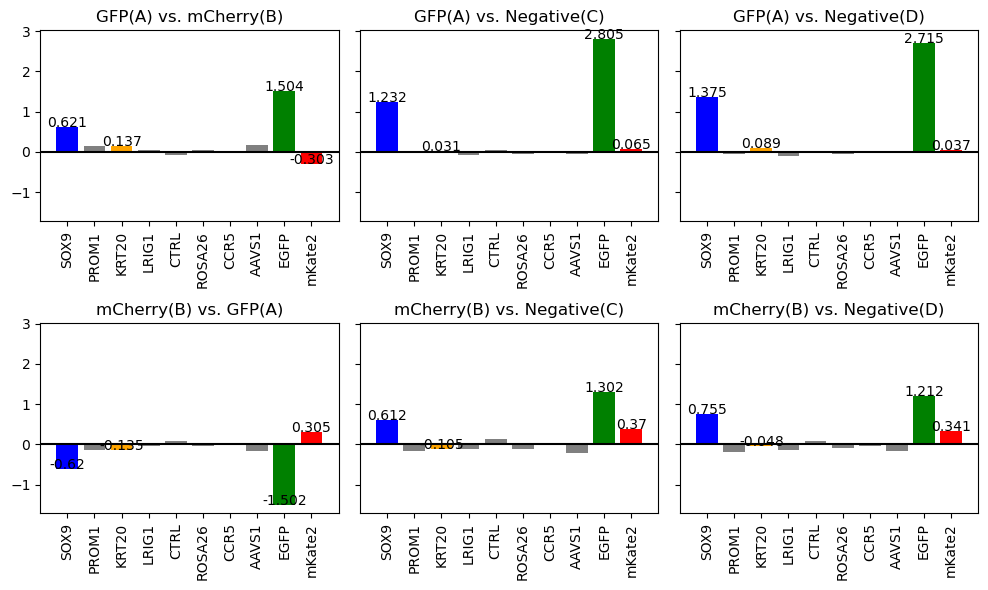 GFP(A) vs. mCherry(B)
GFP(A) vs. Negative(C)
GFP(A) vs. Negative(D)
3
2
1
0
−1
0.621
0.137
1.504
-0.303
1.232
0.031
2.805
0.065
1.375
0.089
2.715
0.037
SOX9
PROM1
KRT20
LRIG1
CTRL
ROSA26
CCR5
AAVS1
EGFP
mKate2
SOX9
PROM1
KRT20
LRIG1
CTRL
ROSA26
CCR5
AAVS1
EGFP
mKate2
SOX9
PROM1
KRT20
LRIG1
CTRL
ROSA26
CCR5
AAVS1
EGFP
mKate2
mCherry(B) vs. GFP(A)
mCherry(B) vs. Negative(C)
mCherry(B) vs. Negative(D)
3
2
1
0
−1
-0.62
-0.135
-1.502
0.305
0.612
-0.105
1.302
0.37
0.755
-0.048
1.212
0.341
SOX9
PROM1
KRT20
LRIG1
CTRL
ROSA26
CCR5
AAVS1
EGFP
mKate2
SOX9
PROM1
KRT20
LRIG1
CTRL
ROSA26
CCR5
AAVS1
EGFP
mKate2
SOX9
PROM1
KRT20
LRIG1
CTRL
ROSA26
CCR5
AAVS1
EGFP
mKate2